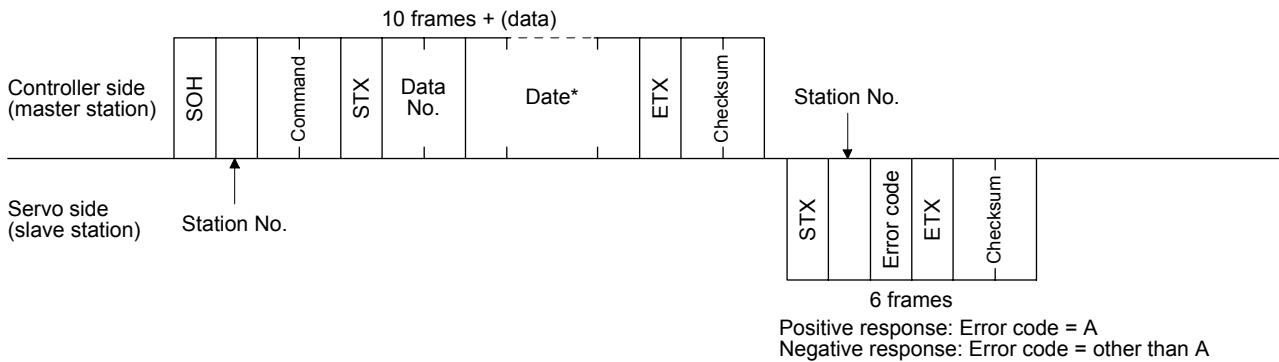 10 frames + (data)
Controller side
(master station)
SOH
Command
STX
Data
No.
Date*
ETX
Checksum
Station No.
Servo side
(slave station)
Station No.
STX
Error code
ETX
Checksum
6 frames
Positive response: Error code = A
Negative response: Error code = other than A